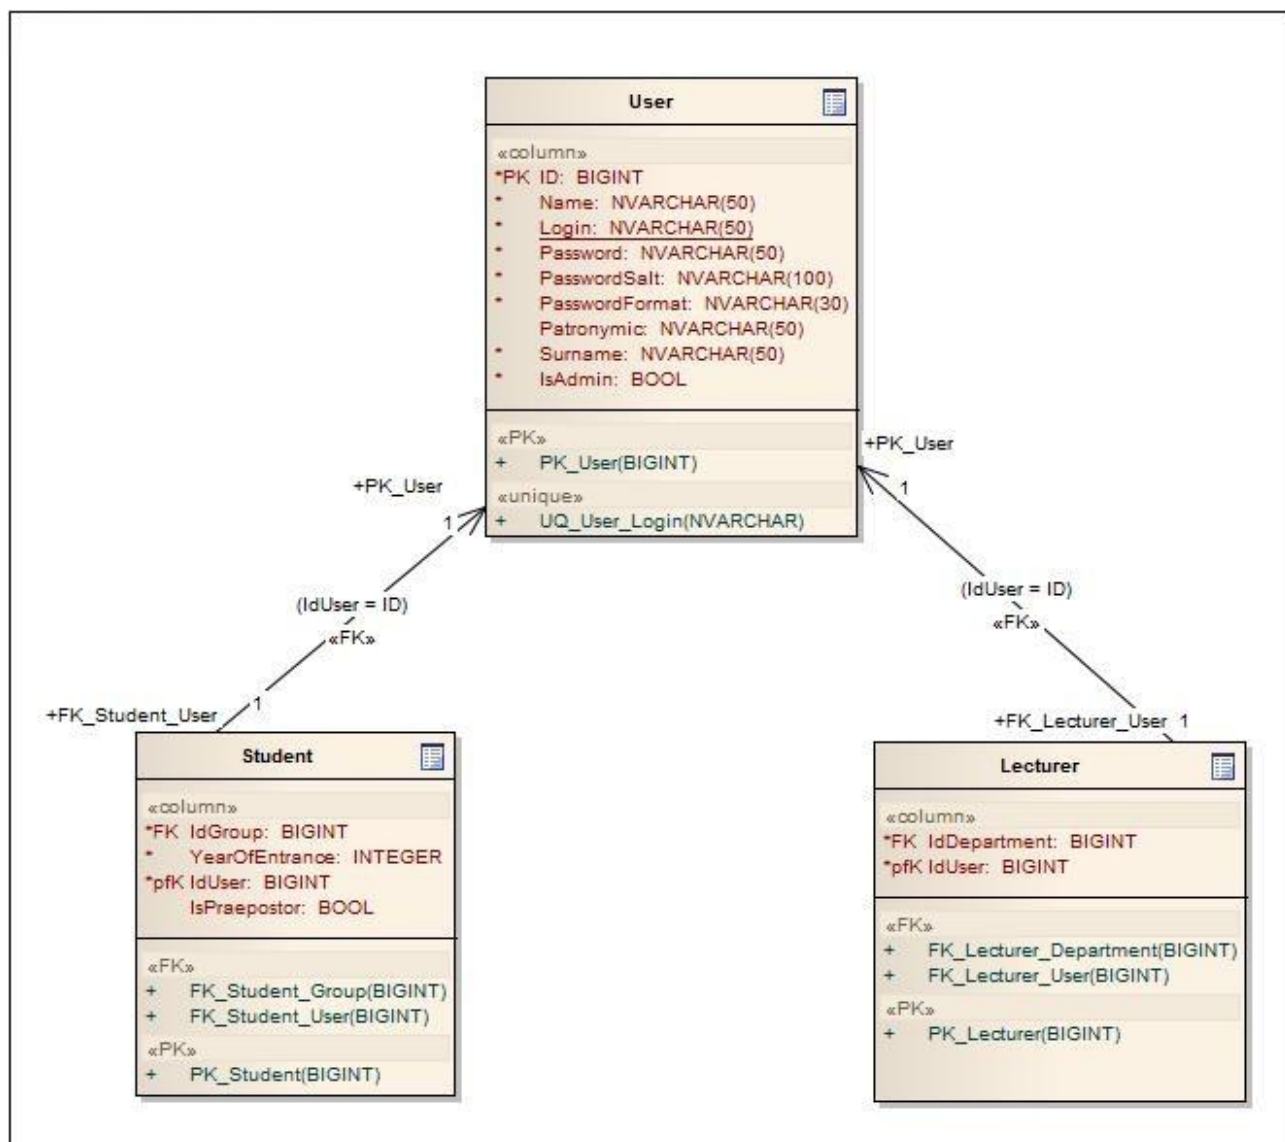 User
«column»
*PK ID: BIGINT
* Name: NVARCHAR(50)
* Login: NVARCHAR(50)
* Password: NVARCHAR(50)
* PasswordSalt: NVARCHAR(100)
* PasswordFormat: NVARCHAR(30)
Patronymic: NVARCHAR(50)
* Surname: NVARCHAR(50)
* IsAdmin: BOOL
«PK»
+ PK_User(BIGINT)
«unique»
+ UQ_User_Login(NVARCHAR)
+PK_User
1
(IdUser = ID)
«FK»
1
+FK_Student_User
+PK_User
1
(IdUser = ID)
«FK»
+FK_Lecturer_User 1
Student
«column»
*FK IdGroup: BIGINT
* YearOfEntrance: INTEGER
*pfK IdUser: BIGINT
IsPraepostor: BOOL
«FK»
+ FK_Student_Group(BIGINT)
+ FK_Student_User(BIGINT)
«PK»
+ PK_Student(BIGINT)
Lecturer
«column»
*FK IdDepartment: BIGINT
*pfK IdUser: BIGINT
«FK»
+ FK_Lecturer_Department(BIGINT)
+ FK_Lecturer_User(BIGINT)
«PK»
+ PK_Lecturer(BIGINT)